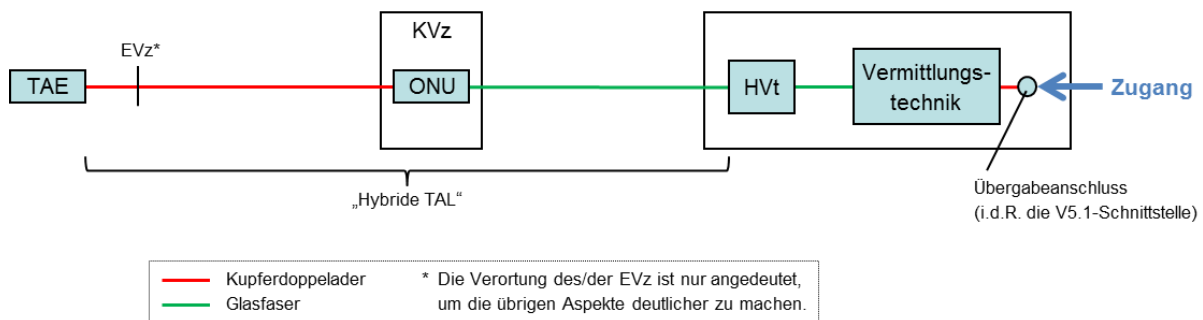 KVz
EVz*
TAE
ONU
HVt
Vermittlungs-
technik
Zugang
„Hybride TAL“
Übergabeanschluss
(i.d.R. die V5.1-Schnittstelle)
Kupferdoppelader
Glasfaser
* Die Verortung des/der EVz ist nur angedeutet,
um die übrigen Aspekte deutlicher zu machen.